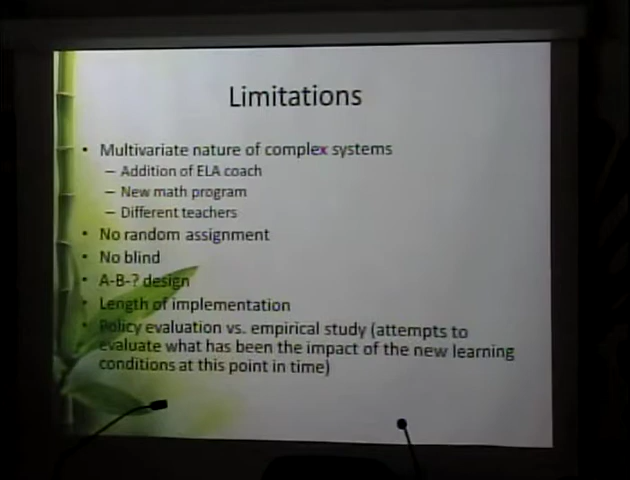 Limitations
• Multivariate nature of complex systems
– Addition of ELA coach
– New math program
– Different teachers
• No random assignment
• No blind
• A-B-? design
• Length of implementation
• Policy evaluation vs. empirical study (attempts to
evaluate what has been the impact of the new learning
conditions at this point in time)